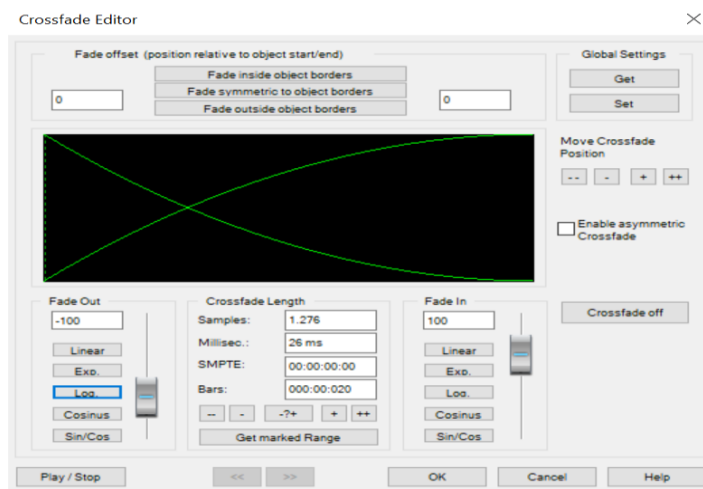 Crossfade Editor
Fade offset (position relative to object start/end)
Fade inside object borders
Fade symmetric to object borders
Fade outside object borders
0
0
Global Settings
Get
Set
Move Crossfade
Position
-- - + ++
Enable asymmetric
Crossfade
Crossfade off
Fade Out
-100
Linear
Exp.
Log.
Cosinus
Sin/Cos
Crossfade Length
Samples: 1.276
Millisec.: 26 ms
SMPTE: 00:00:00:00
Bars: 000:00:020
-- - -?+ + ++
Get marked Range
Fade In
100
Linear
Exp.
Log.
Cosinus
Sin/Cos
Play / Stop << >> OK Cancel Help